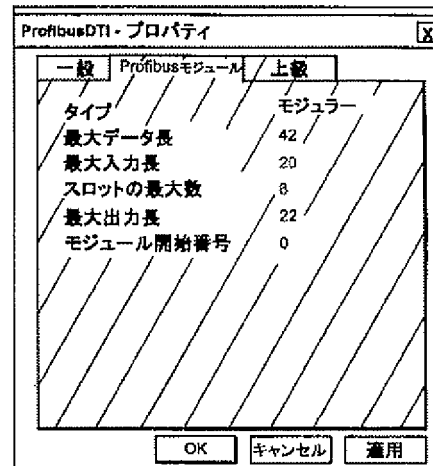 ProfibusDTI - プロパティ X
一般 Profibusモジュール 上級
タイプ モジュラー
最大データ長 42
最大入力長 20
スロットの最大数 8
最大出力長 22
モジュール開始番号 0
OK キャンセル 適用